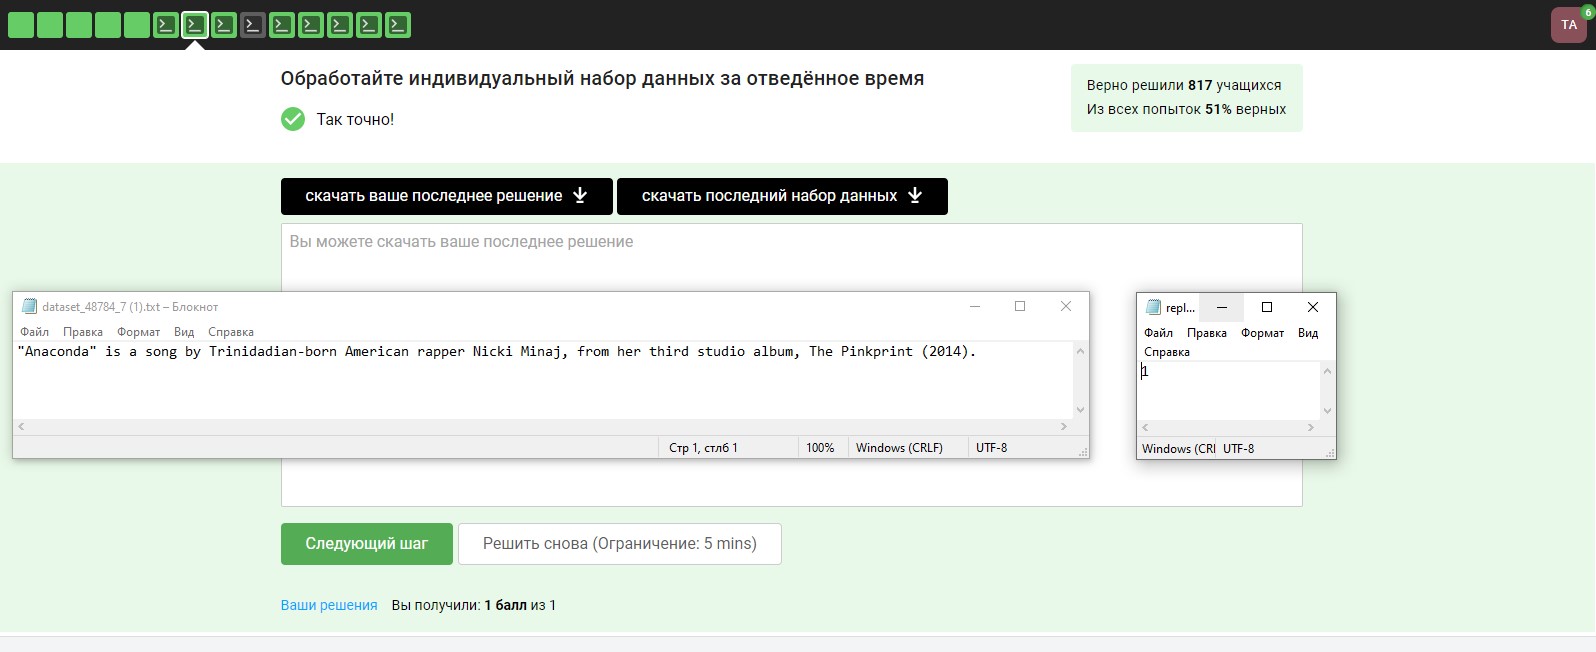 ТА
6
Обработайте индивидуальный набор данных за отведённое время
Так точно!
Верно решили 817 учащихся
Из всех попыток 51% верных
скачать ваше последнее решение
скачать последний набор данных
Вы можете скачать ваше последнее решение
dataset_48784_7 (1).txt – Блокнот
Файл Правка Формат Вид Справка
"Anaconda" is a song by Trinidadian-born American rapper Nicki Minaj, from her third studio album, The Pinkprint (2014).
Стр 1, стлб 1 100% Windows (CRLF) UTF-8
repl...
Файл Правка Формат Вид
Справка
1
Windows (CRI UTF-8
Следующий шаг
Решить снова (Ограничение: 5 mins)
Ваши решения Вы получили: 1 балл из 1